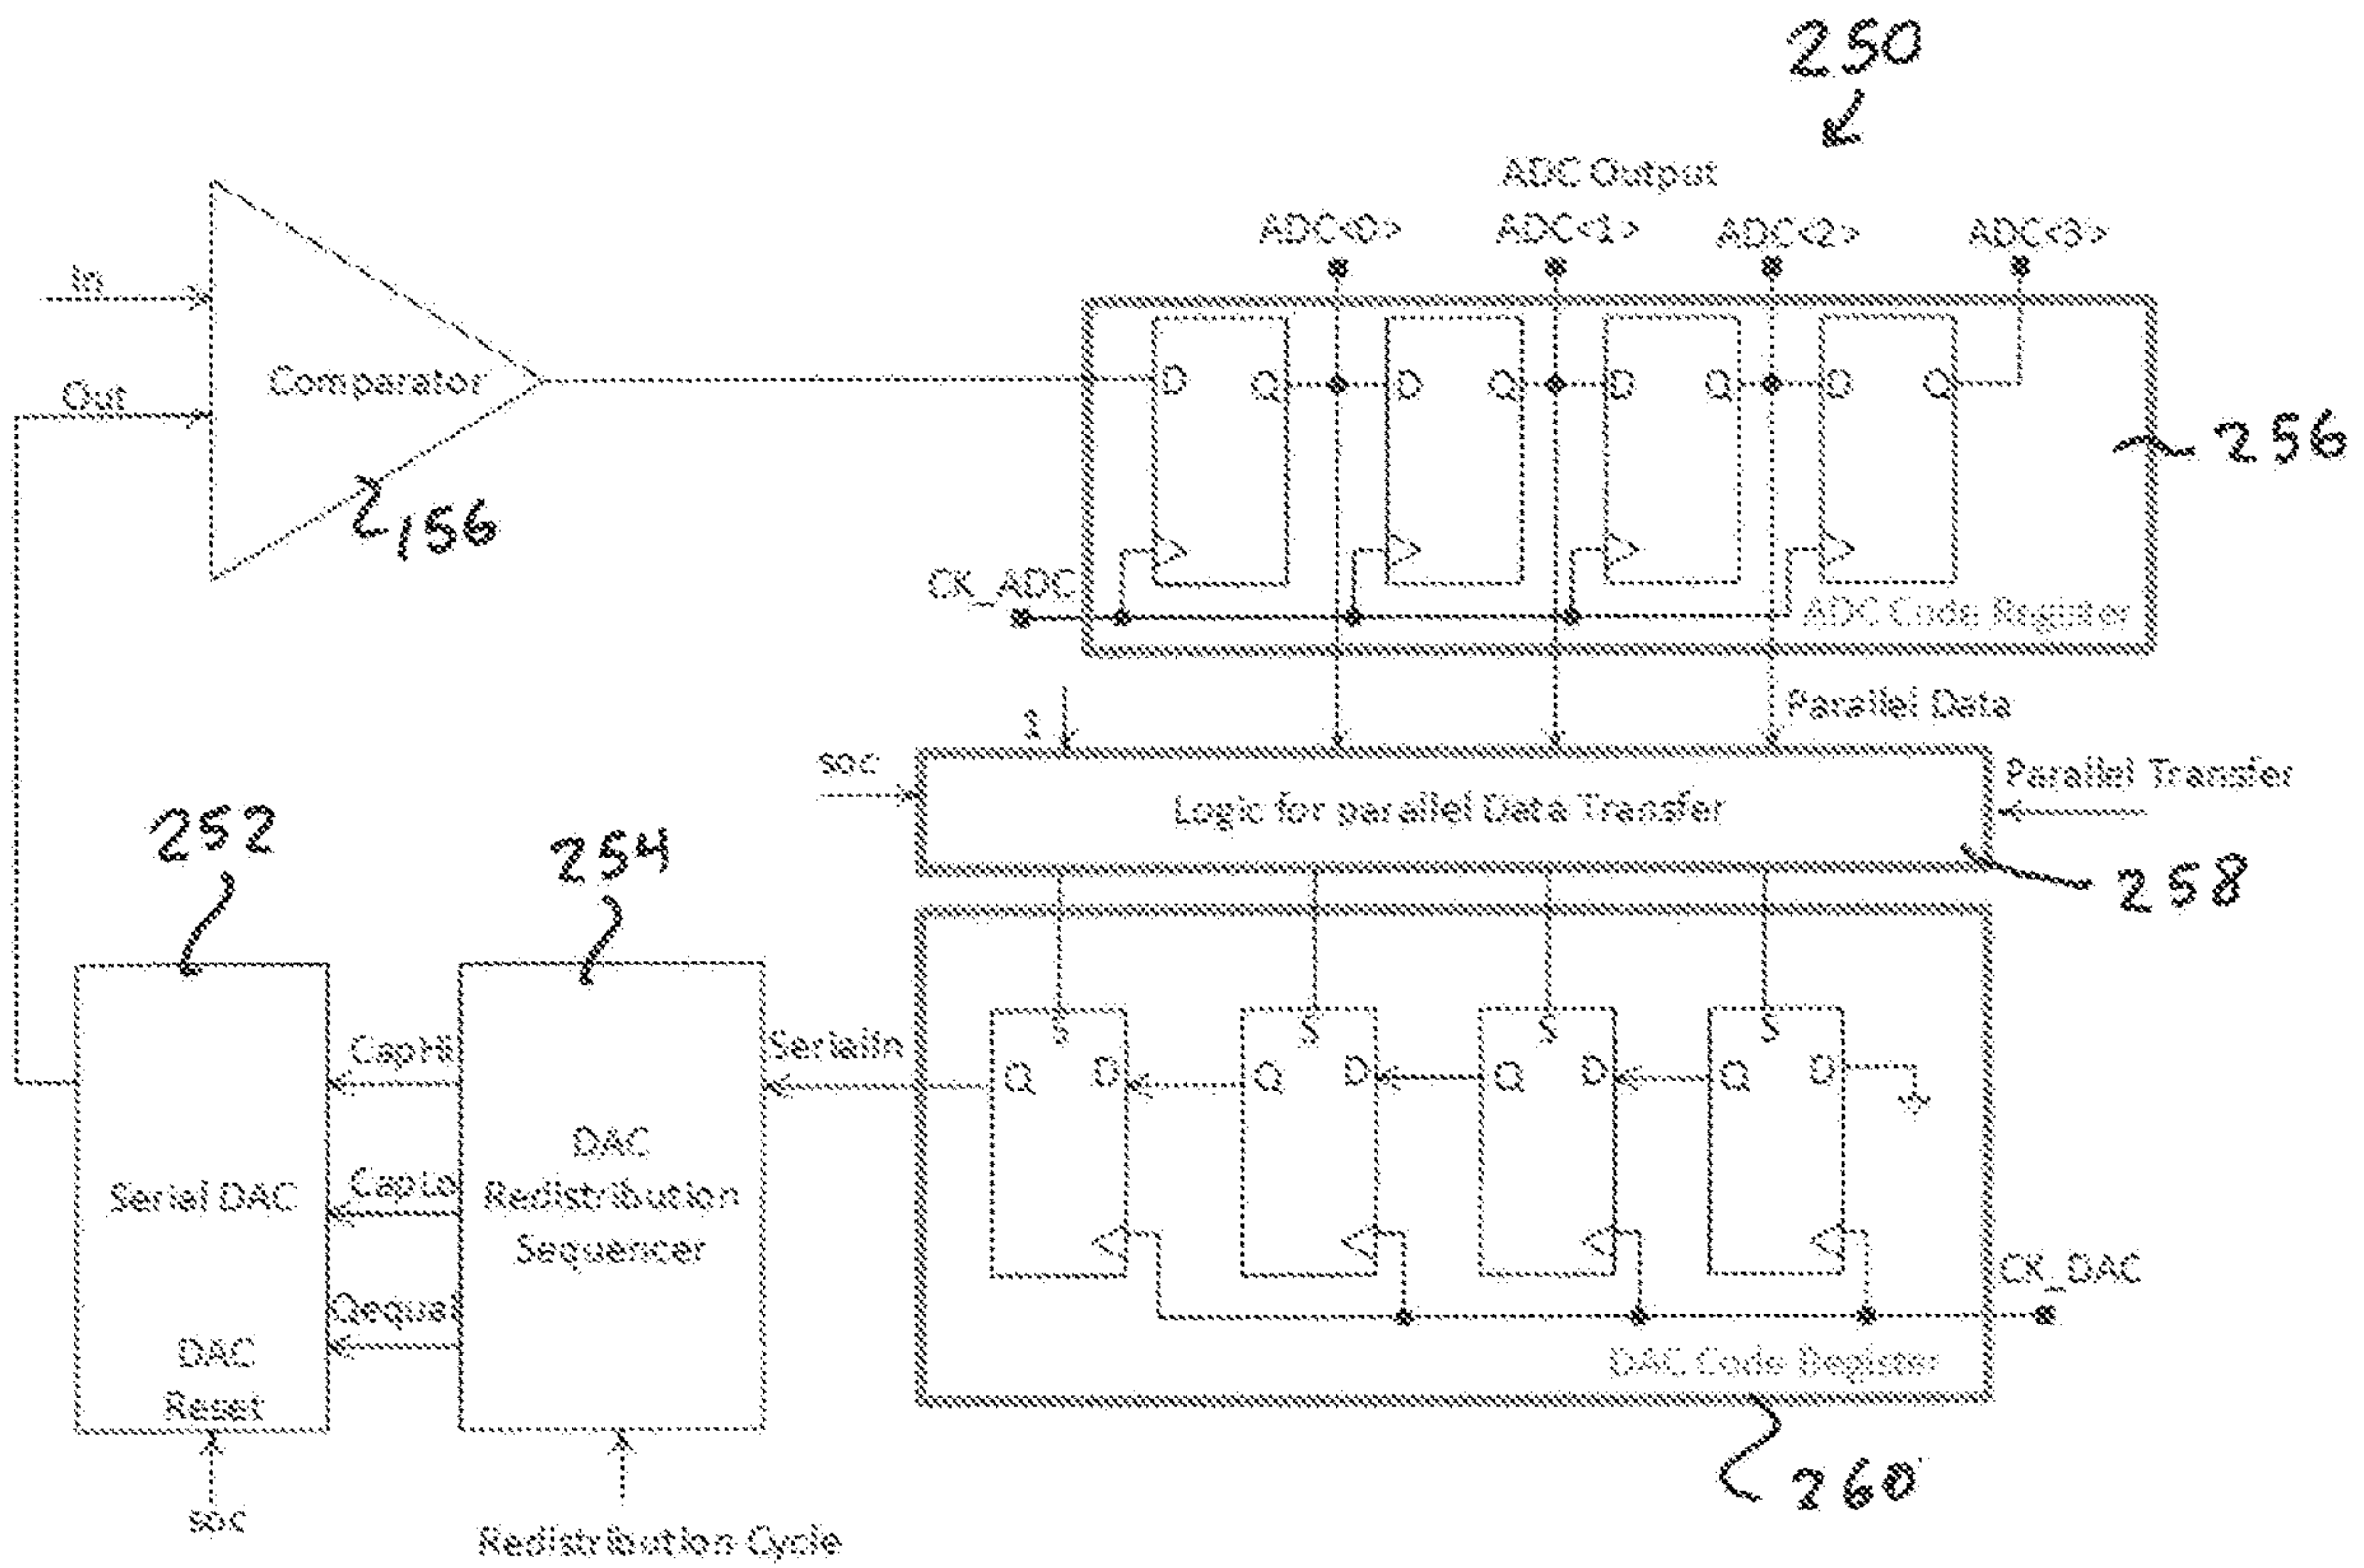 250
ADC Output
ADC<0> ADC<1> ADC<2> ADC<3>
In
Out
Comparator
156
D Q D Q D Q D Q
256
CK_ADC
ADC Code Register
1
Parallel Data
soc
Parallel Transfer
Logic for parallel Data Transfer
258
252
254
S S S S
Q D Q D Q D Q D
SerialIn
CapHi
CapLo
Qequal
Serial DAC
DAC
Redistribution
Sequencer
DAC
Reset
CK_DAC
DAC Code Register
260
soc
Redistribution Cycle